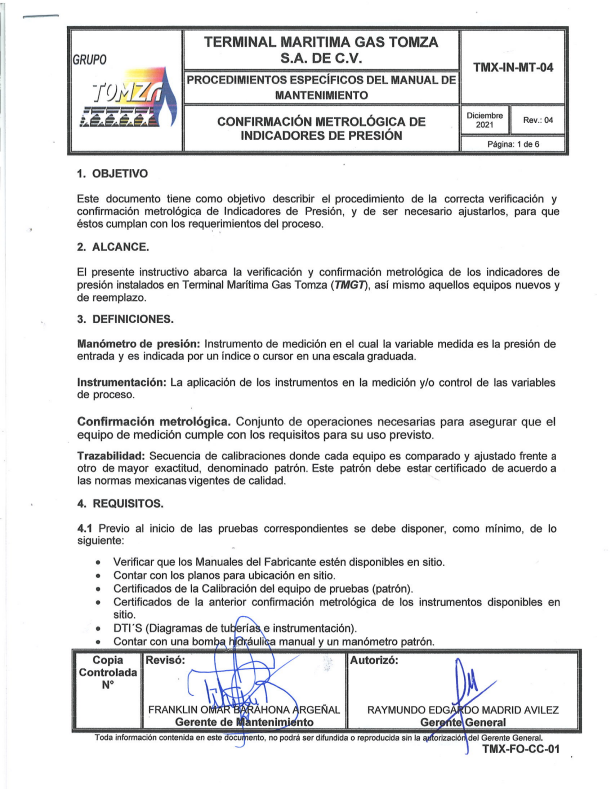 GRUPO
TOMZA
TERMINAL MARITIMA GAS TOMZA
S.A. DE C.V.
PROCEDIMIENTOS ESPECÍFICOS DEL MANUAL DE
MANTENIMIENTO
CONFIRMACIÓN METROLÓGICA DE
INDICADORES DE PRESIÓN
TMX-IN-MT-04
Diciembre
2021
Rev.: 04
Página: 1 de 6
1. OBJETIVO
Este documento tiene como objetivo describir el procedimiento de la correcta verificación y
confirmación metrológica de Indicadores de Presión, y de ser necesario ajustarlos, para que
éstos cumplan con los requerimientos del proceso.
2. ALCANCE.
El presente instructivo abarca la verificación y confirmación metrológica de los indicadores de
presión instalados en Terminal Marítima Gas Tomza (TMGT), así mismo aquellos equipos nuevos y
de reemplazo.
3. DEFINICIONES.
Manómetro de presión: Instrumento de medición en el cual la variable medida es la presión de
entrada y es indicada por un índice o cursor en una escala graduada.
Instrumentación: La aplicación de los instrumentos en la medición y/o control de las variables
de proceso.
Confirmación metrológica. Conjunto de operaciones necesarias para asegurar que el
equipo de medición cumple con los requisitos para su uso previsto.
Trazabilidad: Secuencia de calibraciones donde cada equipo es comparado y ajustado frente a
otro de mayor exactitud, denominado patrón. Este patrón debe estar certificado de acuerdo a
las normas mexicanas vigentes de calidad.
4. REQUISITOS.
4.1 Previo al inicio de las pruebas correspondientes se debe disponer, como mínimo, de lo
siguiente:
• Verificar que los Manuales del Fabricante estén disponibles en sitio.
• Contar con los planos para ubicación en sitio.
• Certificados de la Calibración del equipo de pruebas (patrón).
• Certificados de la anterior confirmación metrológica de los instrumentos disponibles en
sitio.
• DTI´S (Diagramas de tuberías e instrumentación).
• Contar con una bomba hidráulica manual y un manómetro patrón.
Copia
Controlada
N°
Revisó:
FRANKLIN OMAR BARAHONA ARGEÑAL
Gerente de Mantenimiento
Autorizó:
RAYMUNDO EDGARDO MADRID AVILEZ
Gerente General
Toda información contenida en este documento, no podrá ser difundida o reproducida sin la autorización del Gerente General.
TMX-FO-CC-01